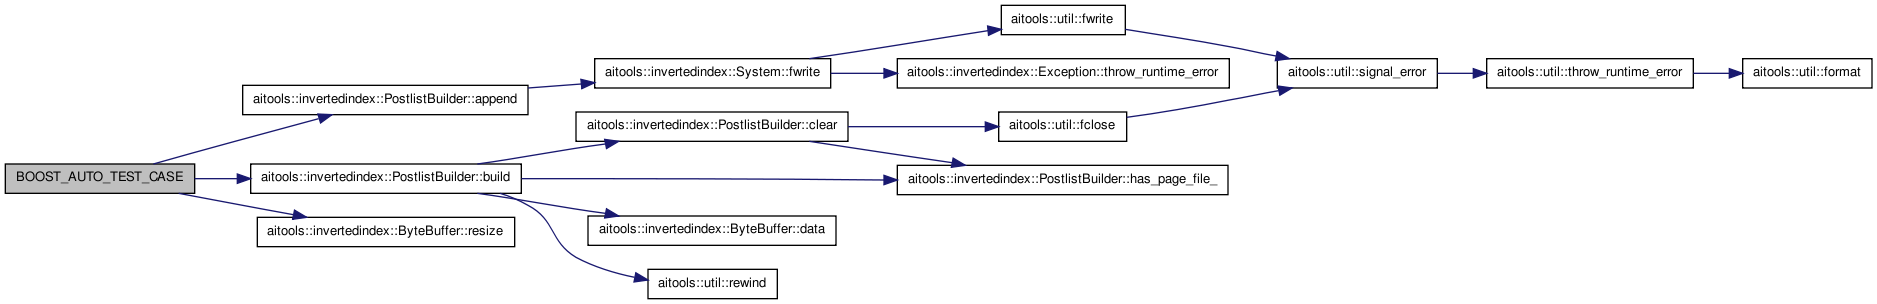 aitools::util::fwrite
aitools::invertedindex::System::fwrite
aitools::invertedindex::Exception::throw_runtime_error
aitools::util::signal_error
aitools::util::throw_runtime_error
aitools::util::format
aitools::invertedindex::PostlistBuilder::append
aitools::invertedindex::PostlistBuilder::clear
aitools::util::fclose
BOOST_AUTO_TEST_CASE
aitools::invertedindex::PostlistBuilder::build
aitools::invertedindex::PostlistBuilder::has_page_file_
aitools::invertedindex::ByteBuffer::resize
aitools::invertedindex::ByteBuffer::data
aitools::util::rewind